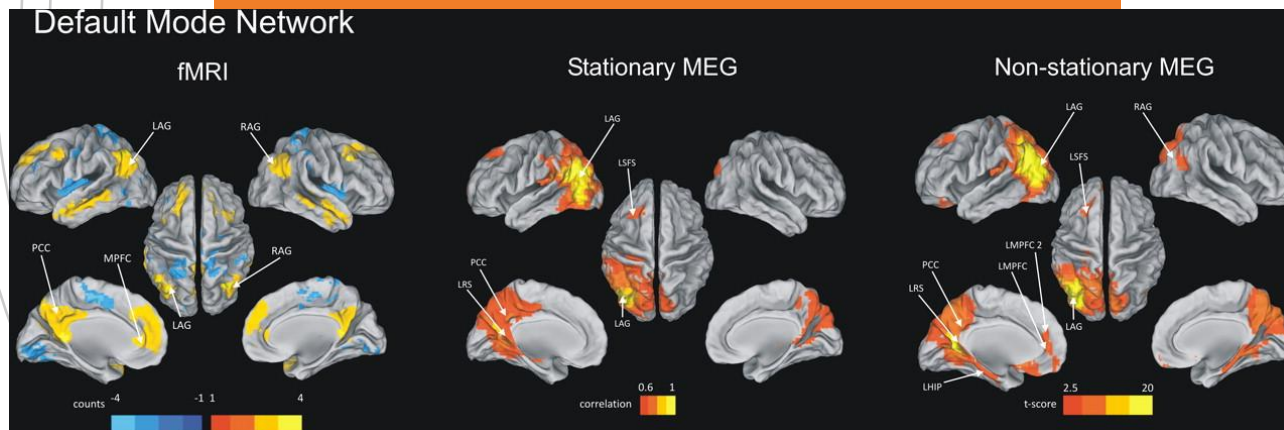 Default Mode Network
fMRI
LAG
RAG
PCC
MPFC
RAG
LAG
counts
-4
-1
1
4
Stationary MEG
LAG
LSFS
PCC
LRS
LAG
correlation
0.6
1
Non-stationary MEG
LAG
RAG
LSFS
LMPFC 2
PCC
LMPFC
LRS
LAG
LHIP
t-score
2.5
20